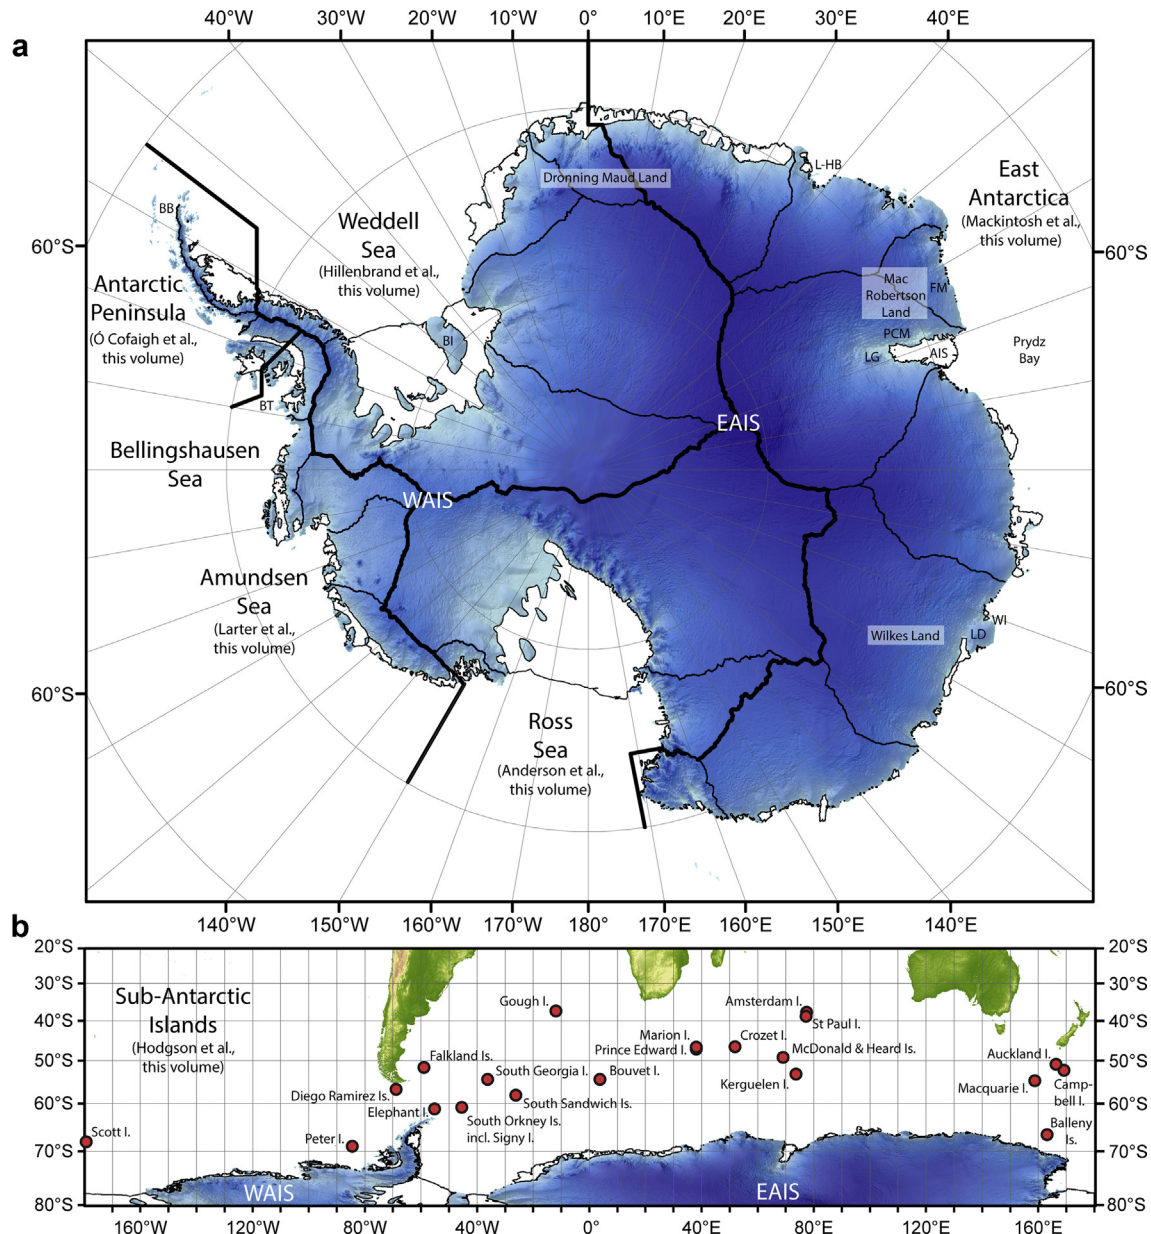 a
40°W 30°W 20°W 10°W 0° 10°E 20°E 30°E 40°E
L-HB
Dronning Maud Land
East
Antarctica
(Mackintosh et al.,
this volume)
BB
Weddell
Sea
(Hillenbrand et al.,
this volume)
60°S
60°S
Antarctic
Peninsula
(Ó Cofaigh et al.,
this volume)
Mac
Robertson
Land
FM
PCM
LG
AIS
Prydz
Bay
BI
BT
EAIS
Bellingshausen
Sea
WAIS
Amundsen
Sea
(Larter et al.,
this volume)
WI
LD
Wilkes Land
60°S
60°S
Ross
Sea
(Anderson et al.,
this volume)
140°W 150°W 160°W 170°W 180° 170°E 160°E 150°E 140°E
b
20°S
20°S
30°S
30°S
40°S
40°S
50°S
50°S
60°S
60°S
70°S
70°S
80°S
80°S
Sub-Antarctic
Islands
(Hodgson et al.,
this volume)
Gough I.
Amsterdam I.
St Paul I.
Marion I.
Prince Edward I.
Crozet I.
McDonald & Heard Is.
Kerguelen I.
Auckland I.
Macquarie I.
Camp-
bell I.
Balleny
Is.
Falkland Is.
South Georgia I.
Bouvet I.
Diego Ramirez Is.
Elephant I.
South Sandwich Is.
South Orkney Is.
incl. Signy I.
Scott I.
Peter I.
WAIS
EAIS
160°W 120°W 80°W 40°W 0° 40°E 80°E 120°E 160°E